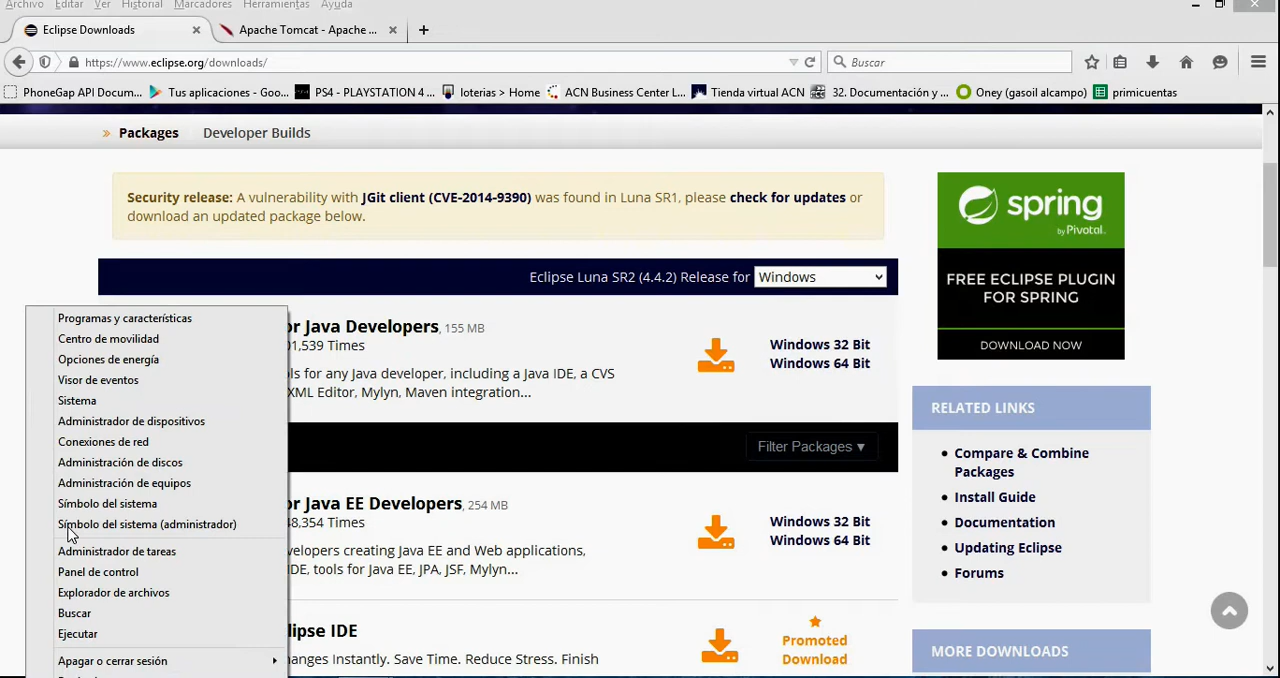 Archivo Editar Ver Historial Marcadores Herramientas Ayuda
Eclipse Downloads
Apache Tomcat - Apache ...
https://www.eclipse.org/downloads/
Buscar
PhoneGap API Docum...
Tus aplicaciones - Goo...
PS4 - PLAYSTATION 4 ...
loterias > Home
ACN Business Center L...
Tienda virtual ACN
32. Documentación y ...
Oney (gasoil alcampo)
primicuentas
» Packages Developer Builds
Security release: A vulnerability with JGit client (CVE-2014-9390) was found in Luna SR1, please check for updates or
download an updated package below.
Eclipse Luna SR2 (4.4.2) Release for Windows
or Java Developers, 155 MB
01,539 Times
ols for any Java developer, including a Java IDE, a CVS
XML Editor, Mylyn, Maven integration...
Windows 32 Bit
Windows 64 Bit
Filter Packages ▼
or Java EE Developers, 254 MB
48,354 Times
velopers creating Java EE and Web applications,
IDE, tools for Java EE, JPA, JSF, Mylyn...
Windows 32 Bit
Windows 64 Bit
lipse IDE
anges Instantly. Save Time. Reduce Stress. Finish
Promoted
Download
Programas y características
Centro de movilidad
Opciones de energía
Visor de eventos
Sistema
Administrador de dispositivos
Conexiones de red
Administración de discos
Administración de equipos
Símbolo del sistema
Símbolo del sistema (administrador)
Administrador de tareas
Panel de control
Explorador de archivos
Buscar
Ejecutar
Apagar o cerrar sesión
spring
by Pivotal.
FREE ECLIPSE PLUGIN
FOR SPRING
DOWNLOAD NOW
RELATED LINKS
Compare & Combine
Packages
Install Guide
Documentation
Updating Eclipse
Forums
MORE DOWNLOADS